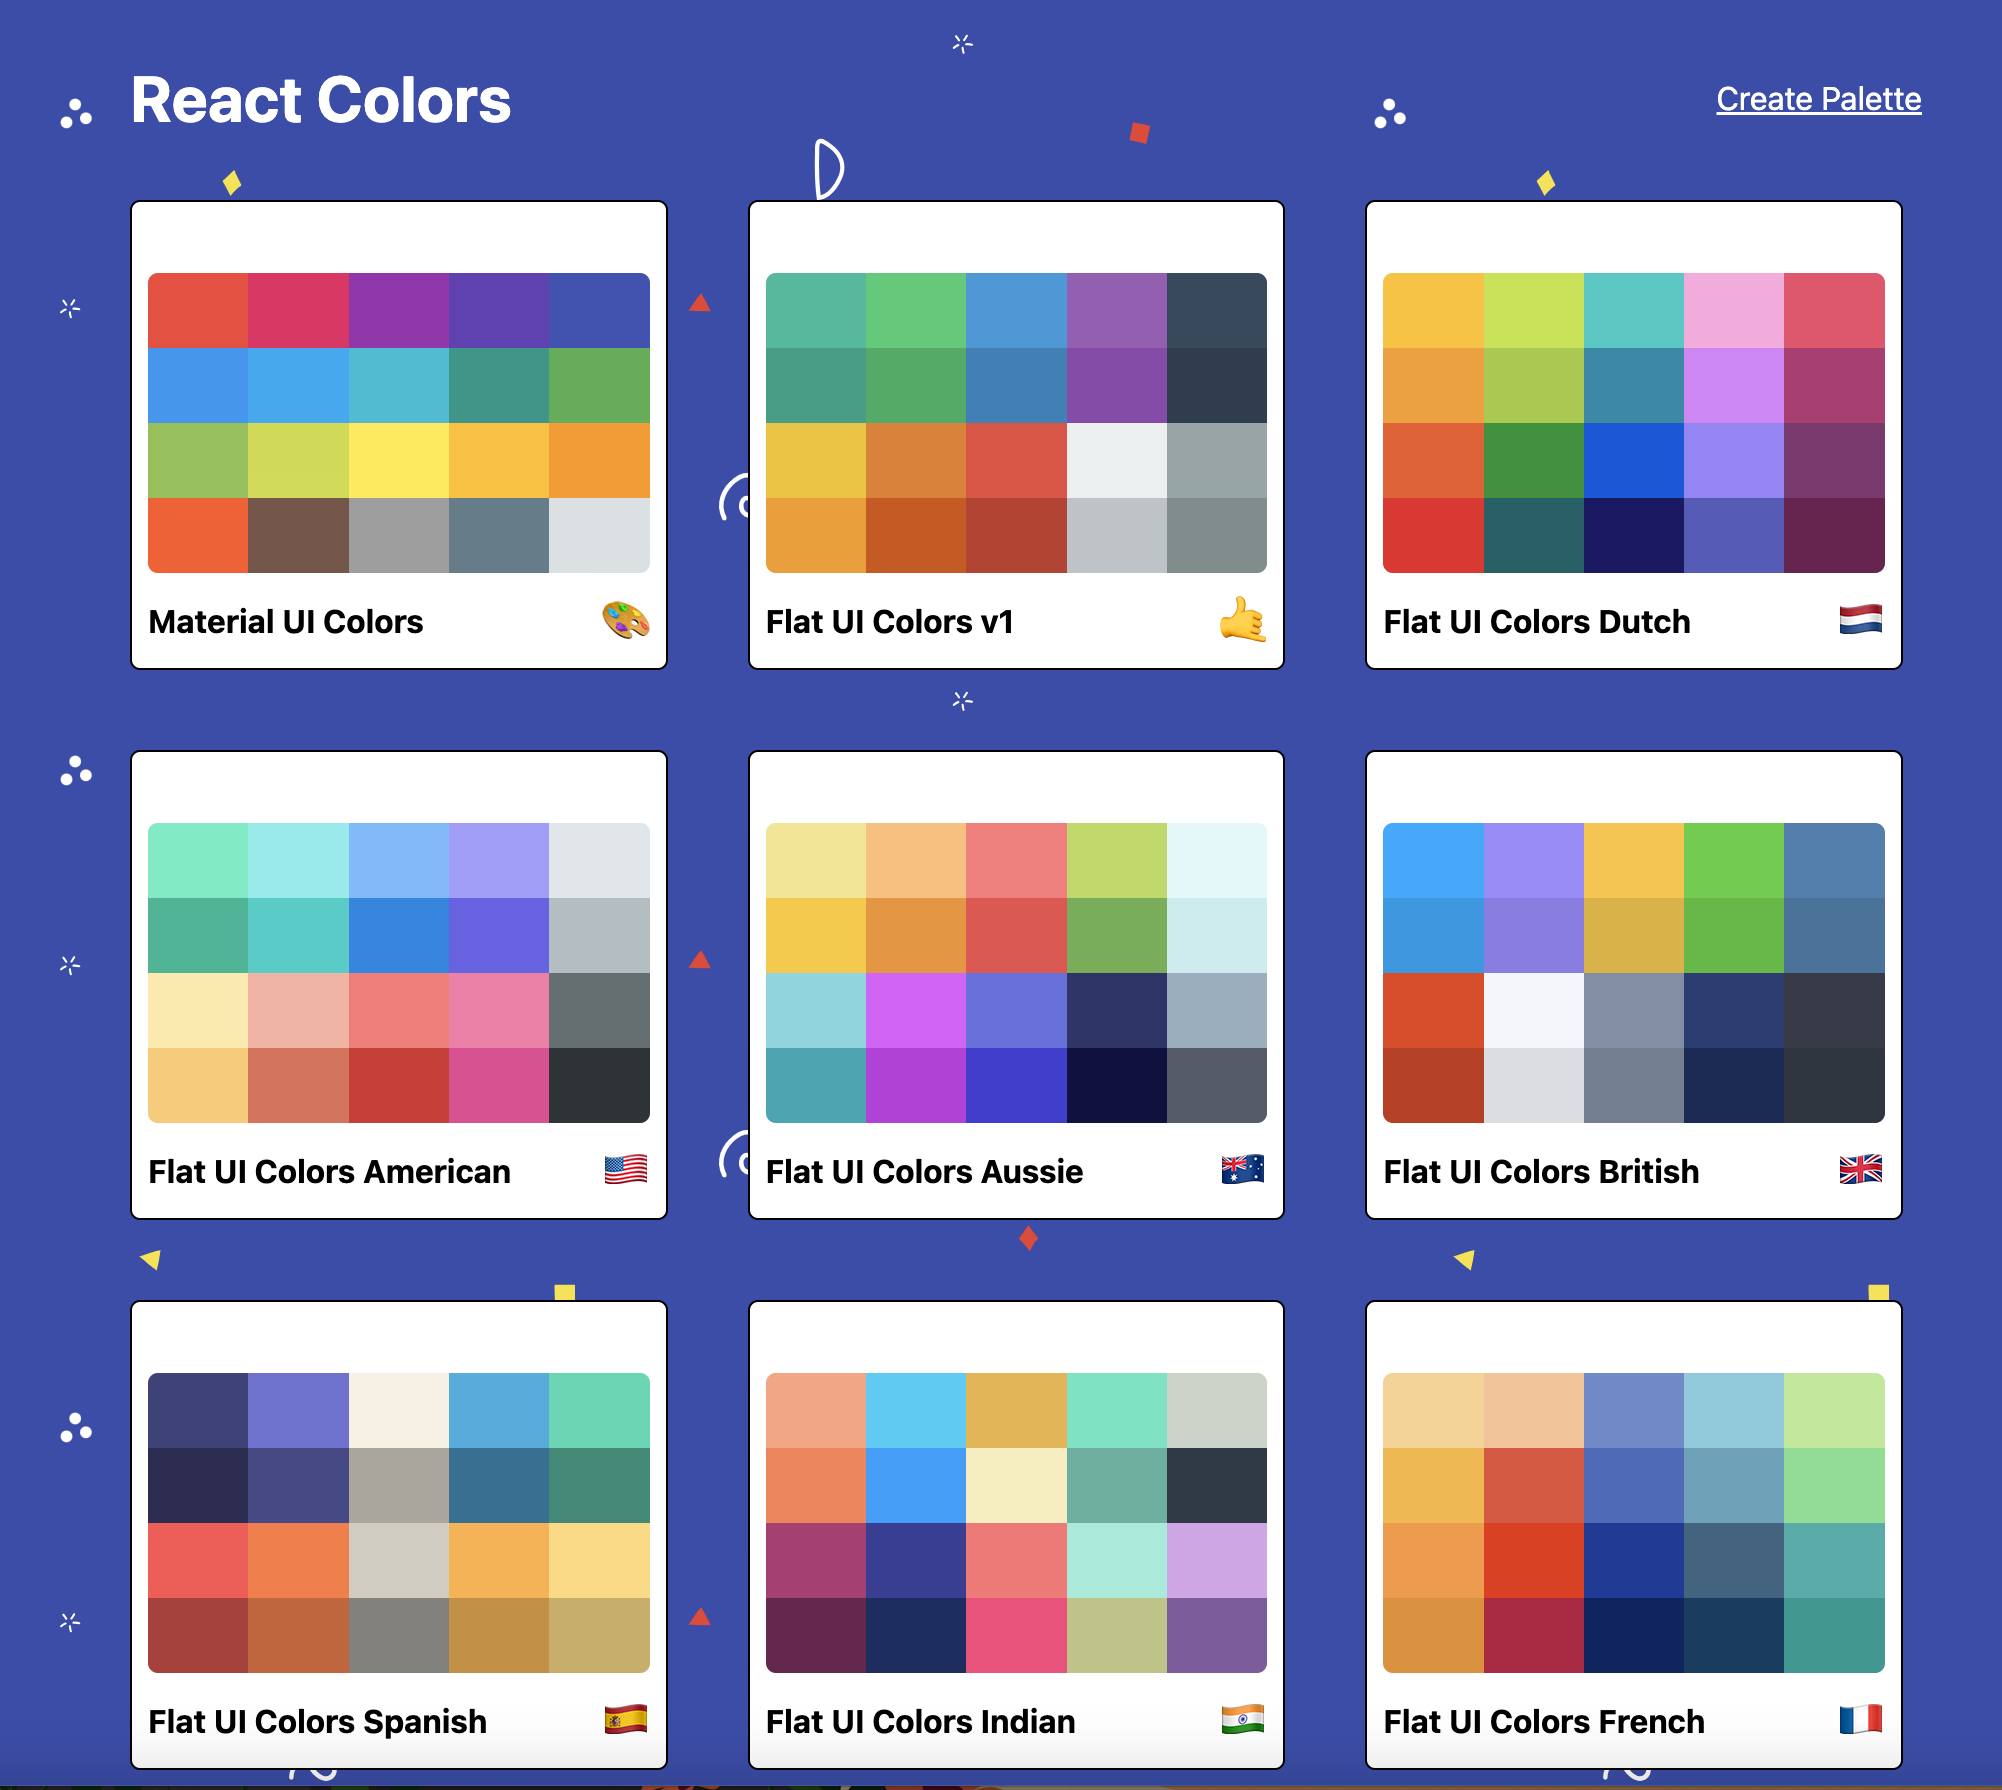 React Colors
Create Palette
Material UI Colors
Flat UI Colors v1
Flat UI Colors Dutch
Flat UI Colors American
Flat UI Colors Aussie
Flat UI Colors British
Flat UI Colors Spanish
Flat UI Colors Indian
Flat UI Colors French